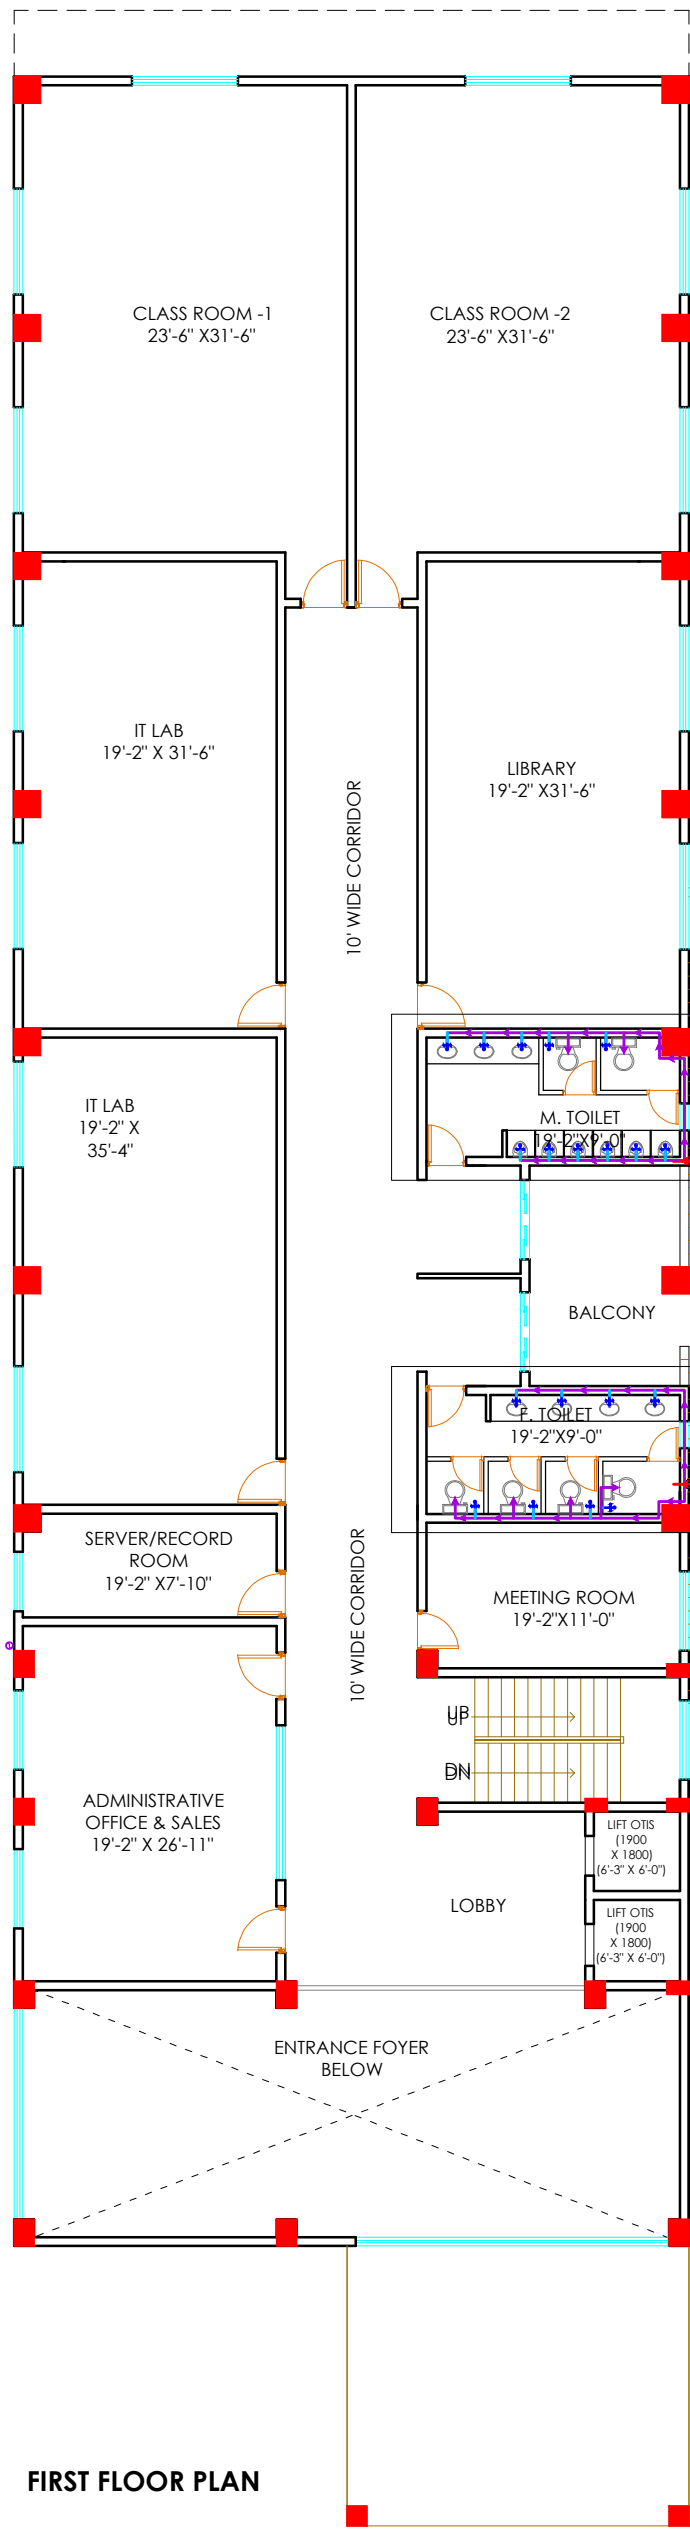 CLASS ROOM -1
23'-6" X31'-6"
CLASS ROOM -2
23'-6" X31'-6"
IT LAB
19'-2" X 31'-6"
LIBRARY
19'-2" X31'-6"
10' WIDE CORRIDOR
IT LAB
19'-2" X
35'-4"
M. TOILET
19'-2"X9'-0"
BALCONY
F. TOILET
19'-2"X9'-0"
SERVER/RECORD
ROOM
19'-2" X7'-10"
10' WIDE CORRIDOR
MEETING ROOM
19'-2"X11'-0"
UP
UP
DN
DN
ADMINISTRATIVE
OFFICE & SALES
19'-2" X 26'-11"
LIFT OTIS
(1900
X 1800)
(6'-3" X 6'-0")
LOBBY
LIFT OTIS
(1900
X 1800)
(6'-3" X 6'-0")
ENTRANCE FOYER
BELOW
FIRST FLOOR PLAN